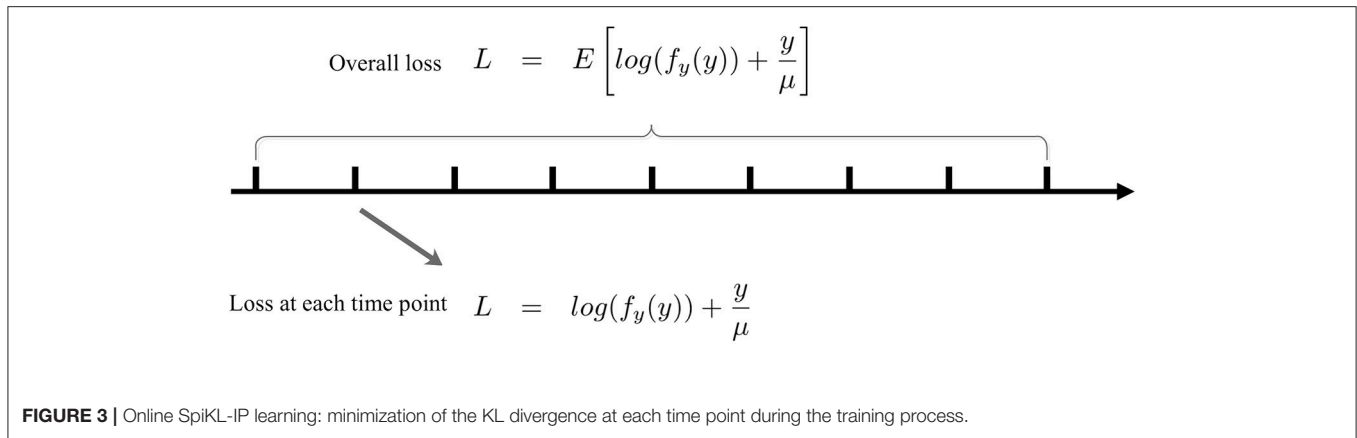 Overall loss L = E[log(f_y(y)) + y/μ]
Loss at each time point L = log(f_y(y)) + y/μ
FIGURE 3 | Online SpiKL-IP learning: minimization of the KL divergence at each time point during the training process.